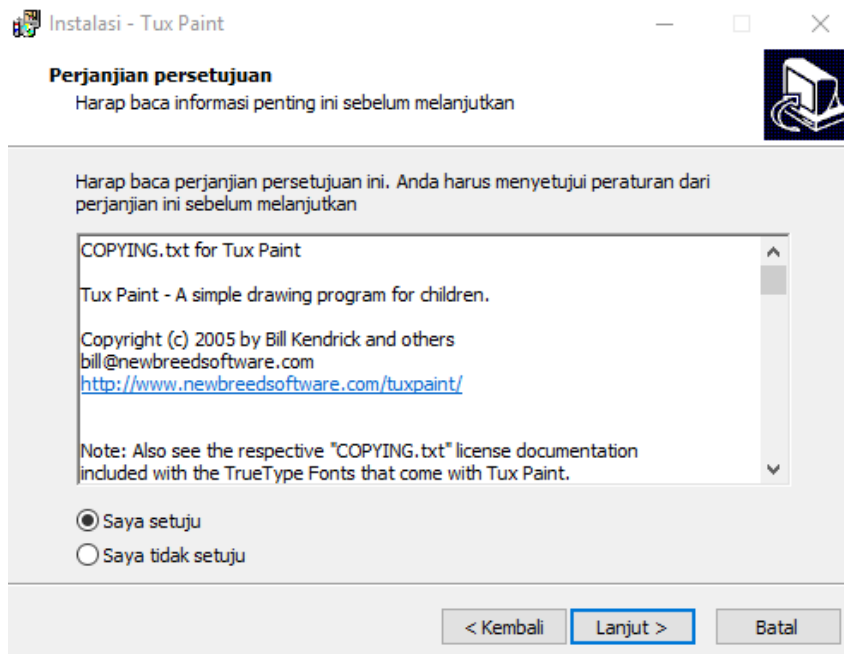 Instalasi - Tux Paint
Perjanjian persetujuan
Harap baca informasi penting ini sebelum melanjutkan
Harap baca perjanjian persetujuan ini. Anda harus menyetujui peraturan dari
perjanjian ini sebelum melanjutkan
COPYING.txt for Tux Paint
Tux Paint - A simple drawing program for children.
Copyright (c) 2005 by Bill Kendrick and others
bill@newbreedsoftware.com
http://www.newbreedsoftware.com/tuxpaint/
Note: Also see the respective "COPYING.txt" license documentation
included with the TrueType Fonts that come with Tux Paint.
Saya setuju
Saya tidak setuju
< Kembali Lanjut > Batal